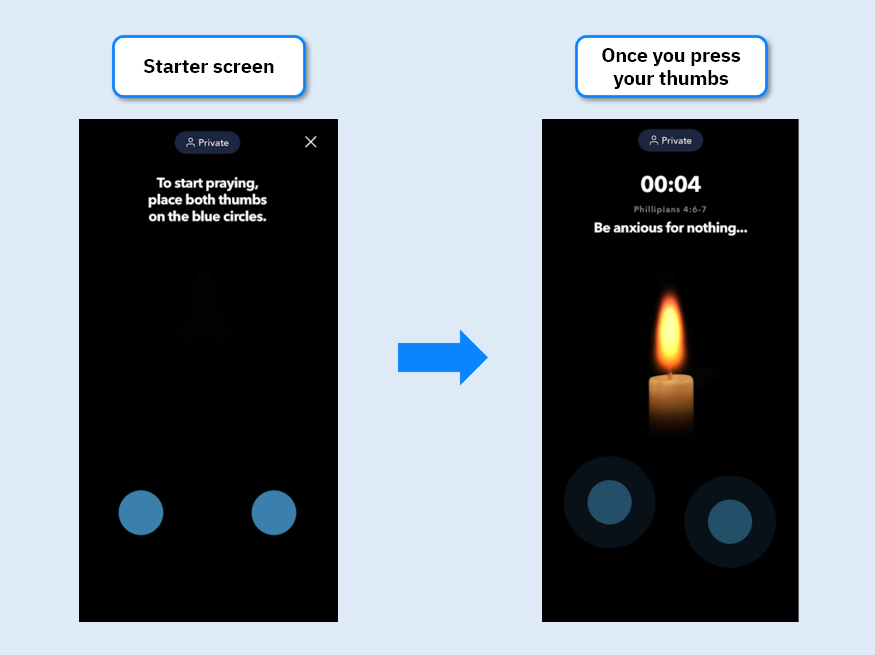 Starter screen
Private
To start praying,
place both thumbs
on the blue circles.
Once you press
your thumbs
Private
00:04
Phillipians 4:6-7
Be anxious for nothing...